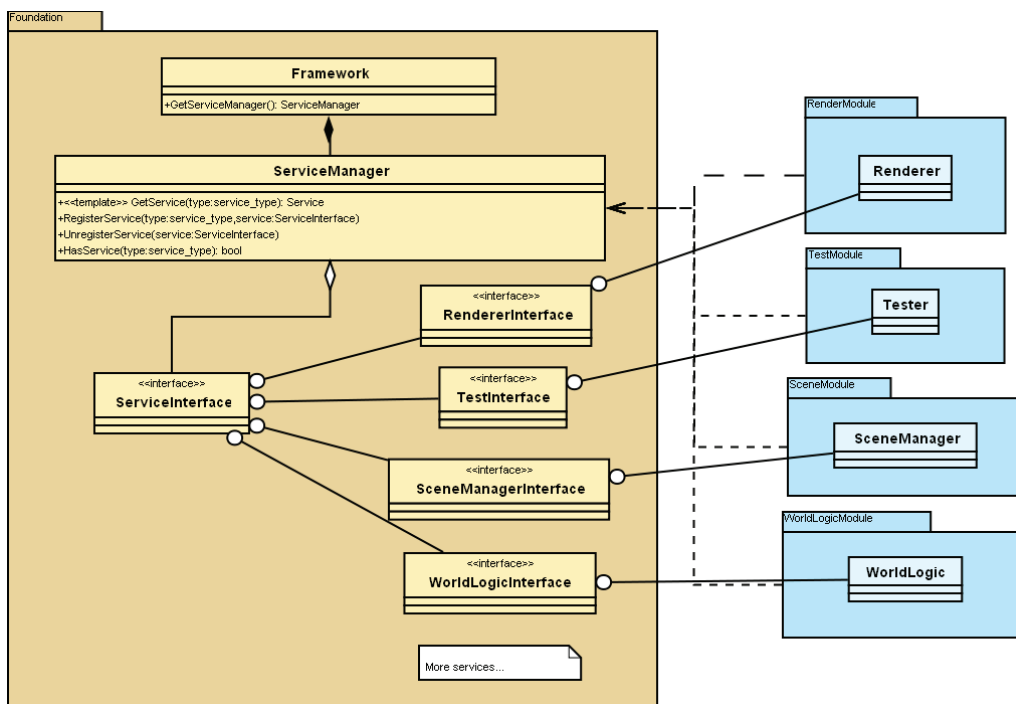 Foundation
Framework
+GetServiceManager(): ServiceManager
ServiceManager
+<<template>> GetService(type:service_type): Service
+RegisterService(type:service_type,service:ServiceInterface)
+UnregisterService(service:ServiceInterface)
+HasService(type:service_type): bool
<<interface>>
RendererInterface
<<interface>>
ServiceInterface
<<interface>>
TestInterface
<<interface>>
SceneManagerInterface
<<interface>>
WorldLogicInterface
More services...
RenderModule
Renderer
TestModule
Tester
SceneModule
SceneManager
WorldLogicModule
WorldLogic